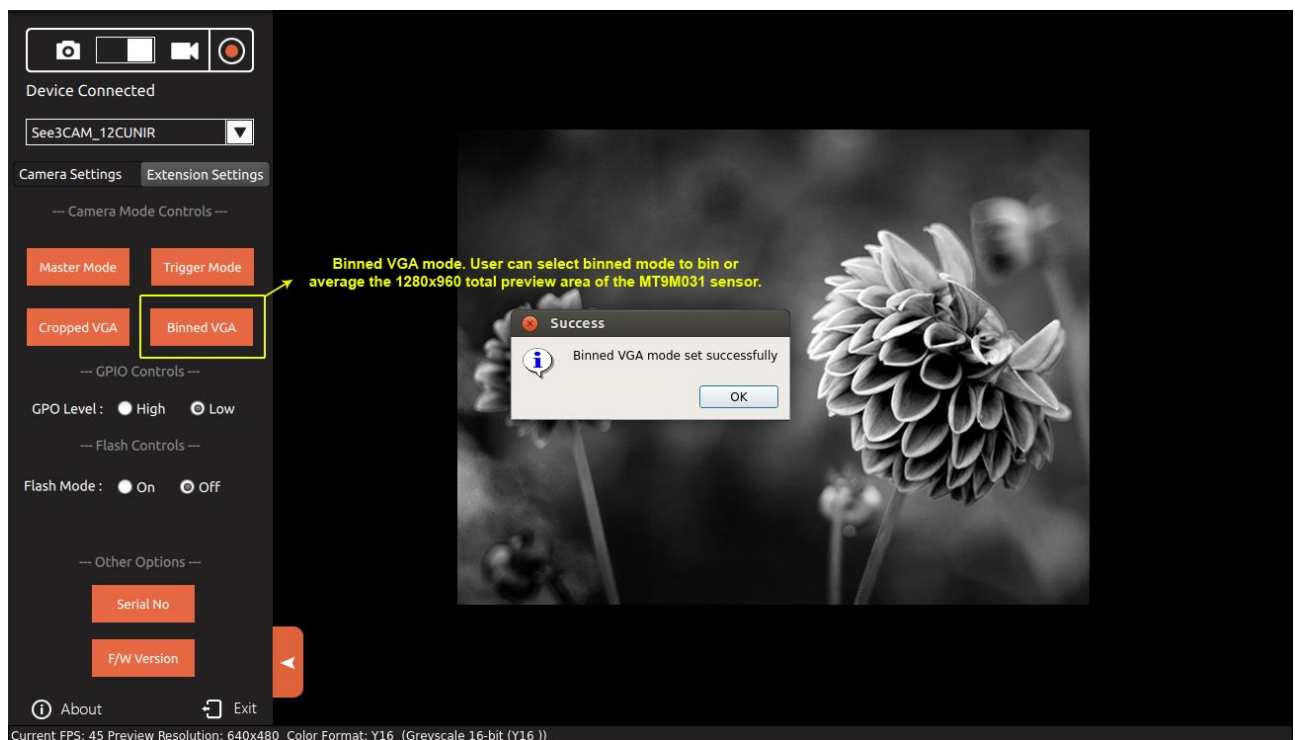 Device Connected
See3CAM_12CUNIR
Camera Settings Extension Settings
--- Camera Mode Controls ---
Master Mode Trigger Mode
Binned VGA mode. User can select binned mode to bin or
average the 1280x960 total preview area of the MT9M031 sensor.
Cropped VGA Binned VGA
Success
Binned VGA mode set successfully
OK
--- GPIO Controls ---
GPO Level : High Low
--- Flash Controls ---
Flash Mode : On Off
--- Other Options ---
Serial No
F/W Version
About Exit
Current FPS: 45 Preview Resolution: 640x480 Color Format: Y16 (Greyscale 16-bit (Y16 ))